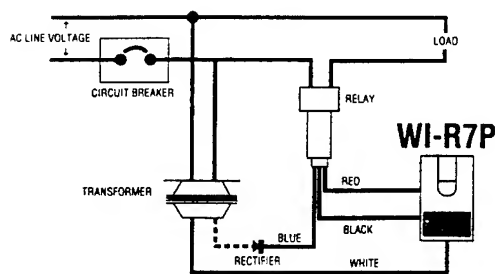 AC LINE VOLTAGE
LOAD
CIRCUIT BREAKER
RELAY
WI-R7P
RED
TRANSFORMER
BLACK
BLUE
RECTIFIER
WHITE